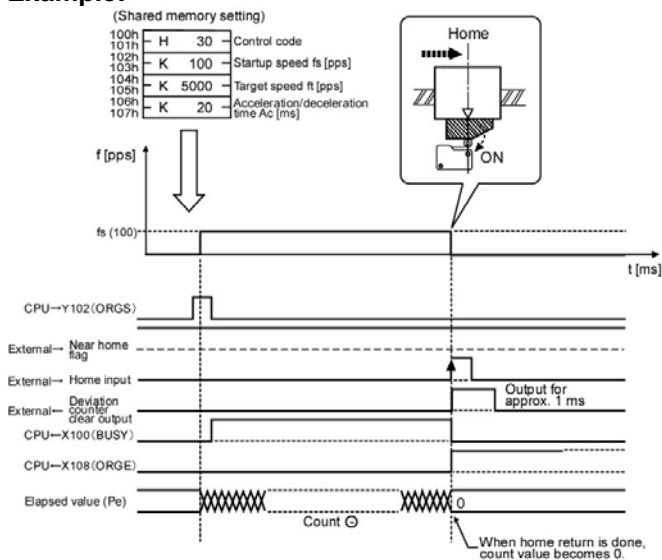 Example:
(Shared memory setting)
100h
101h
H 30 Control code
102h
103h
K 100 Startup speed fs [pps]
104h
105h
K 5000 Target speed ft [pps]
106h
107h
K 20 Acceleration/deceleration
time Ac [ms]
Home
ON
f [pps]
fs (100)
t [ms]
CPU→Y102(ORGS)
External→ Near home
flag
External→ Home input
Output for
approx. 1 ms
External← Deviation
counter
clear output
CPU←X100(BUSY)
CPU←X108(ORGE)
Elapsed value (Pe)
0
Count ⊖
When home return is done,
count value becomes 0.